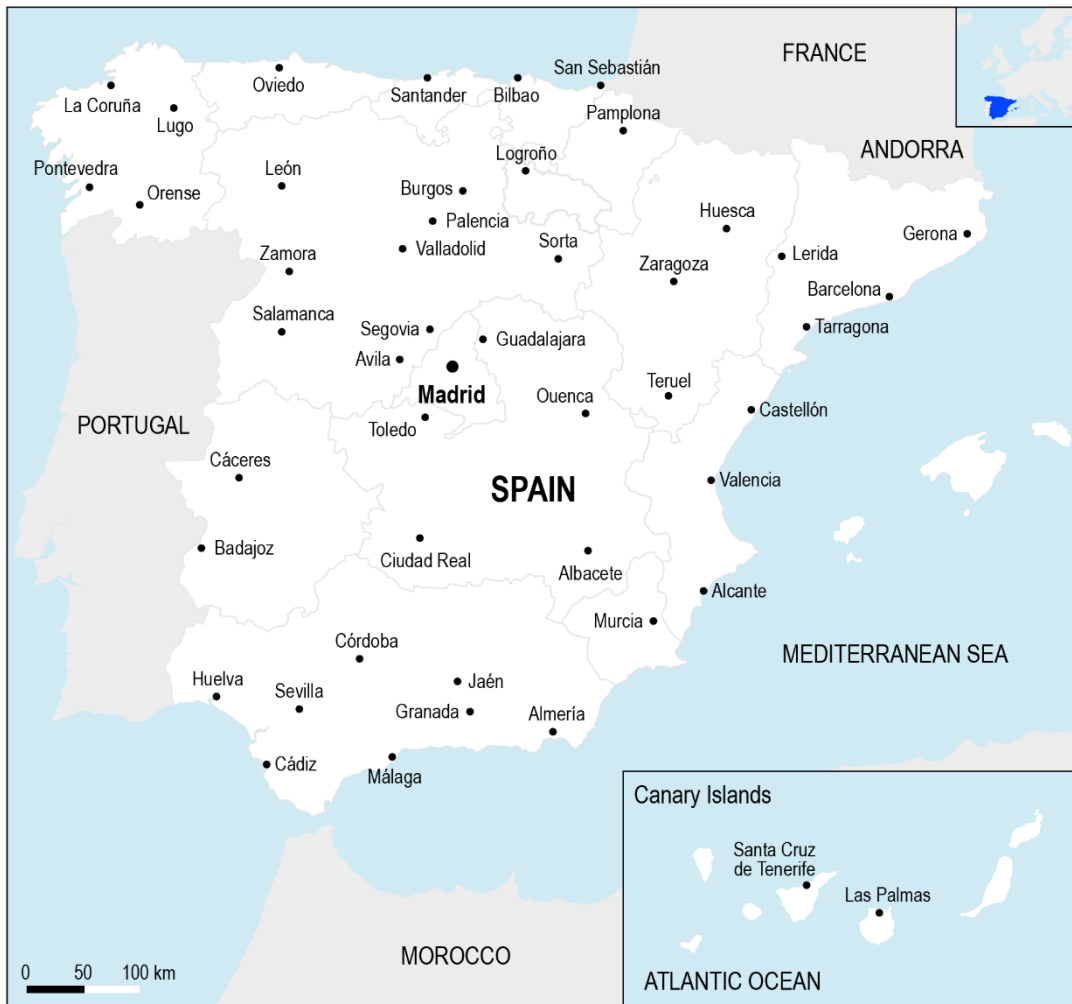 FRANCE
San Sebastián
Oviedo
Santander
Bilbao
La Coruña
Lugo
Pamplona
ANDORRA
Logroño
Pontevedra
León
Burgos
Orense
Huesca
Palencia
Gerona
Valladolid
Sorta
Lerida
Zamora
Zaragoza
Barcelona
Salamanca
Segovia
Guadalajara
Tarragona
Avila
Teruel
Madrid
Ouenca
Castellón
PORTUGAL
Toledo
Cáceres
SPAIN
Valencia
Badajoz
Ciudad Real
Albacete
Alcante
Murcia
Córdoba
MEDITERRANEAN SEA
Huelva
Sevilla
Jaén
Granada
Almería
Cádiz
Málaga
Canary Islands
Santa Cruz
de Tenerife
Las Palmas
MOROCCO
0 50 100 km
ATLANTIC OCEAN